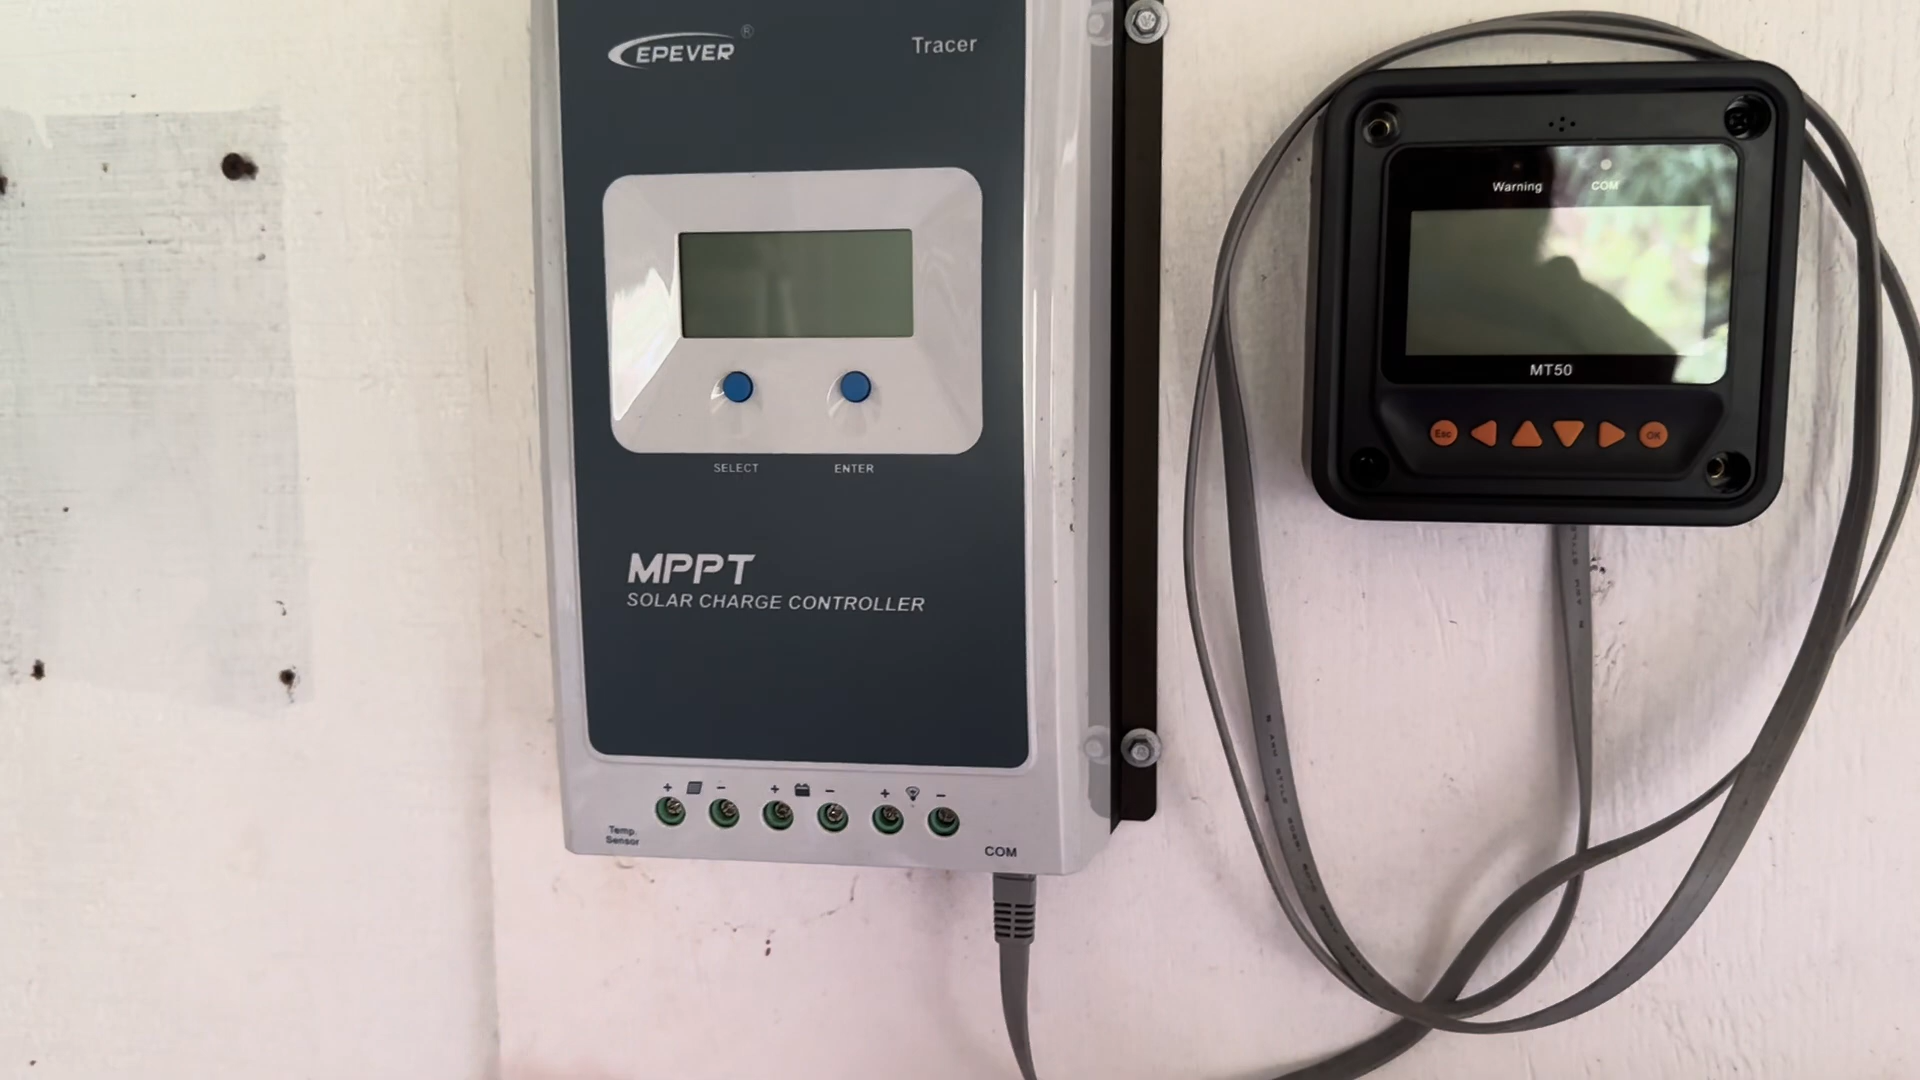 EPEVER ®
Tracer
SELECT
ENTER
MPPT
SOLAR CHARGE CONTROLLER
+ - + - + -
Temp.
Sensor
COM
Warning
COM
MT50
Esc
OK